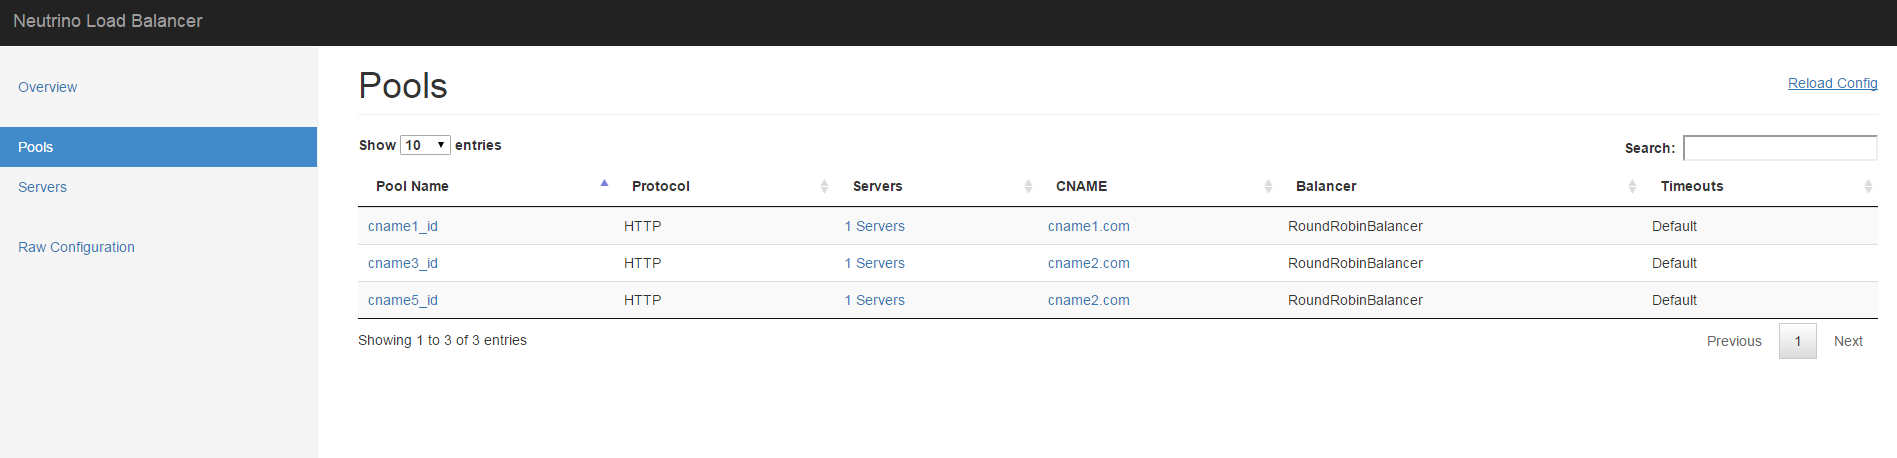 Neutrino Load Balancer
Overview
Pools
Servers
Raw Configuration
Pools
Reload Config
Show 10 entries
Search:
Pool Name Protocol Servers CNAME Balancer Timeouts
cname1_id HTTP 1 Servers cname1.com RoundRobinBalancer Default
cname3_id HTTP 1 Servers cname2.com RoundRobinBalancer Default
cname5_id HTTP 1 Servers cname2.com RoundRobinBalancer Default
Showing 1 to 3 of 3 entries
Previous 1 Next